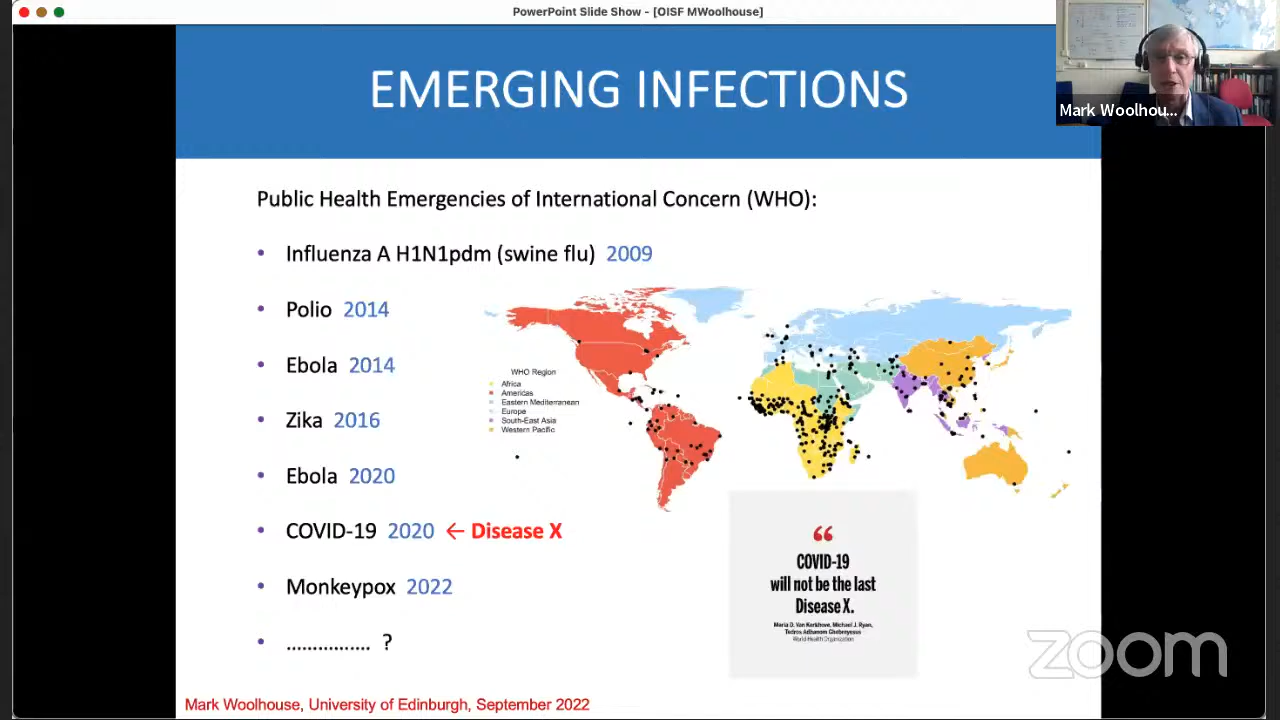 PowerPoint Slide Show - [OISF MWoolhouse]
Mark Woolhou...
EMERGING INFECTIONS
Public Health Emergencies of International Concern (WHO):
• Influenza A H1N1pdm (swine flu) 2009
• Polio 2014
• Ebola 2014
• Zika 2016
• Ebola 2020
• COVID-19 2020 ← Disease X
• Monkeypox 2022
• ................ ?
WHO Region
Africa
Americas
Eastern Mediterranean
Europe
South-East Asia
Western Pacific
“
COVID-19
will not be the last
Disease X.
Maria D. Van Kerkhove, Michael J. Ryan,
Tedros Adhanom Ghebreyesus
World Health Organization
Mark Woolhouse, University of Edinburgh, September 2022
zoom